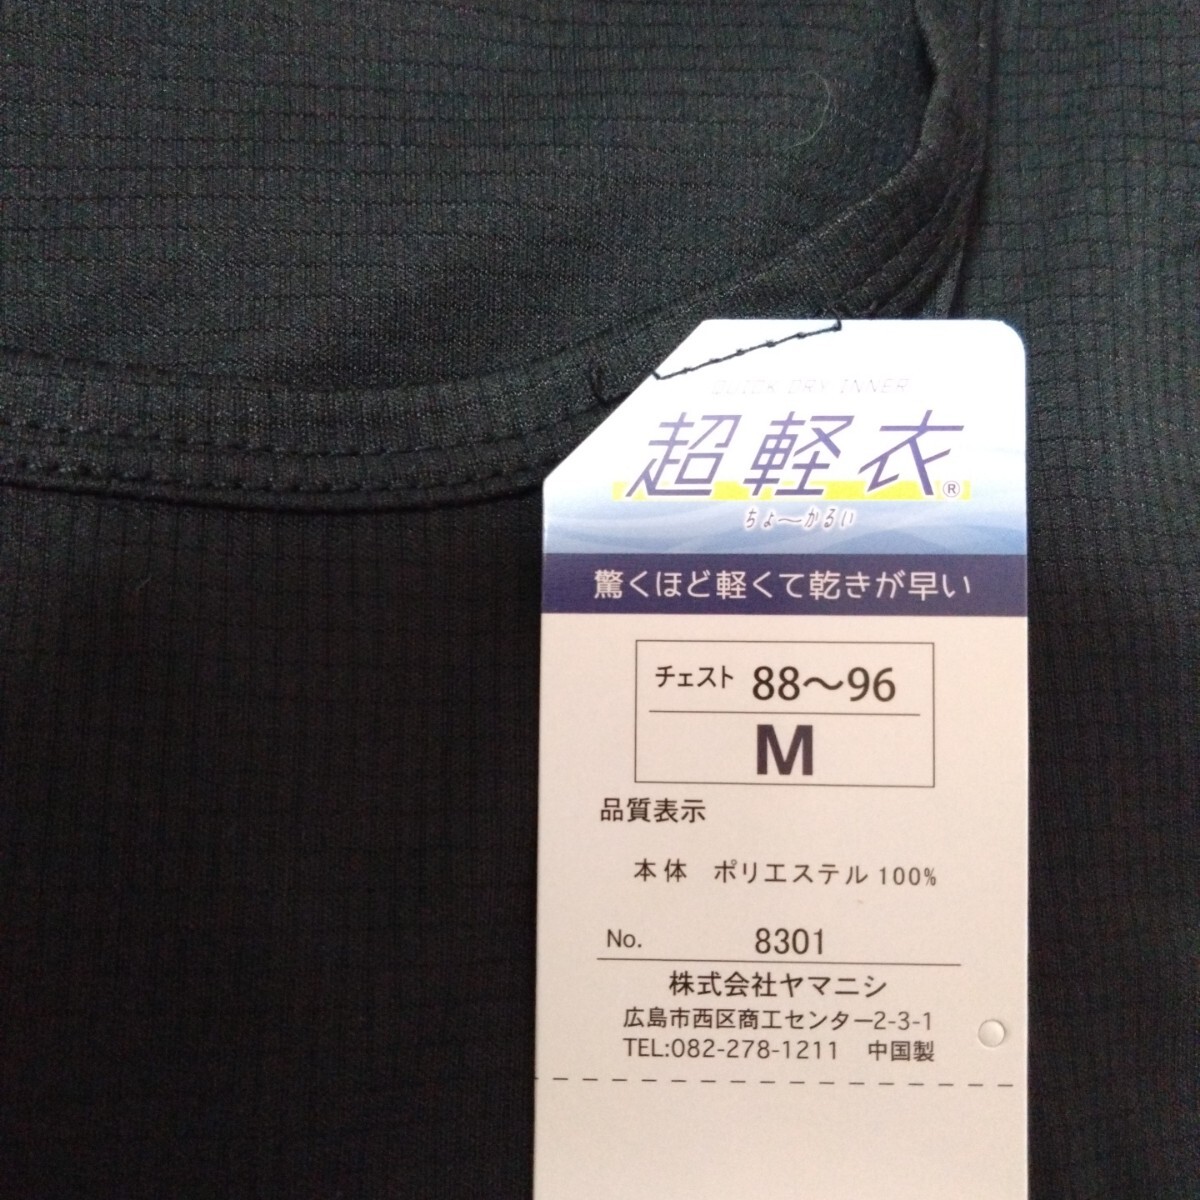 QUICK DRY INNER
超軽衣®
ちょ〜かるい
驚くほど軽くて乾きが早い
チェスト 88〜96
M
品質表示
本体 ポリエステル 100%
No. 8301
株式会社ヤマニシ
広島市西区商工センター2-3-1
TEL:082-278-1211 中国製